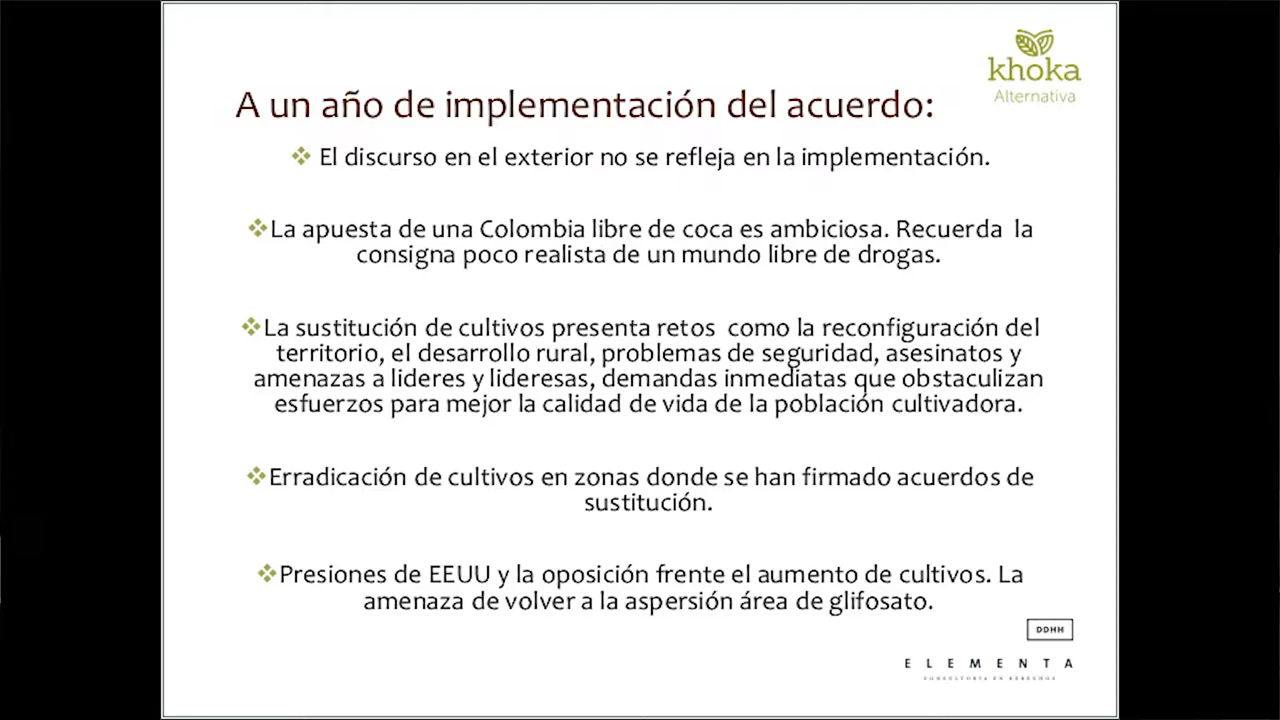 khoka
Alternativa
A un año de implementación del acuerdo:
❖ El discurso en el exterior no se refleja en la implementación.
❖La apuesta de una Colombia libre de coca es ambiciosa. Recuerda  la
consigna poco realista de un mundo libre de drogas.
❖La sustitución de cultivos presenta retos  como la reconfiguración del
territorio, el desarrollo rural, problemas de seguridad, asesinatos y
amenazas a lideres y lideresas, demandas inmediatas que obstaculizan
esfuerzos para mejor la calidad de vida de la población cultivadora.
❖Erradicación de cultivos en zonas donde se han firmado acuerdos de
sustitución.
❖Presiones de EEUU y la oposición frente el aumento de cultivos. La
amenaza de volver a la aspersión área de glifosato.
DDHH
ELEMENTA
CONSULTORÍA EN DERECHOS